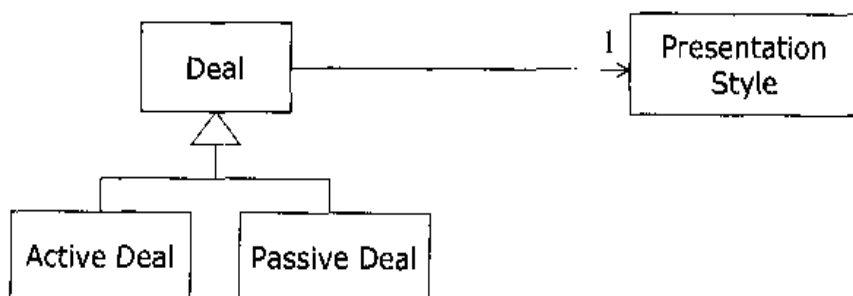 Deal
1
Presentation
Style
Active Deal
Passive Deal